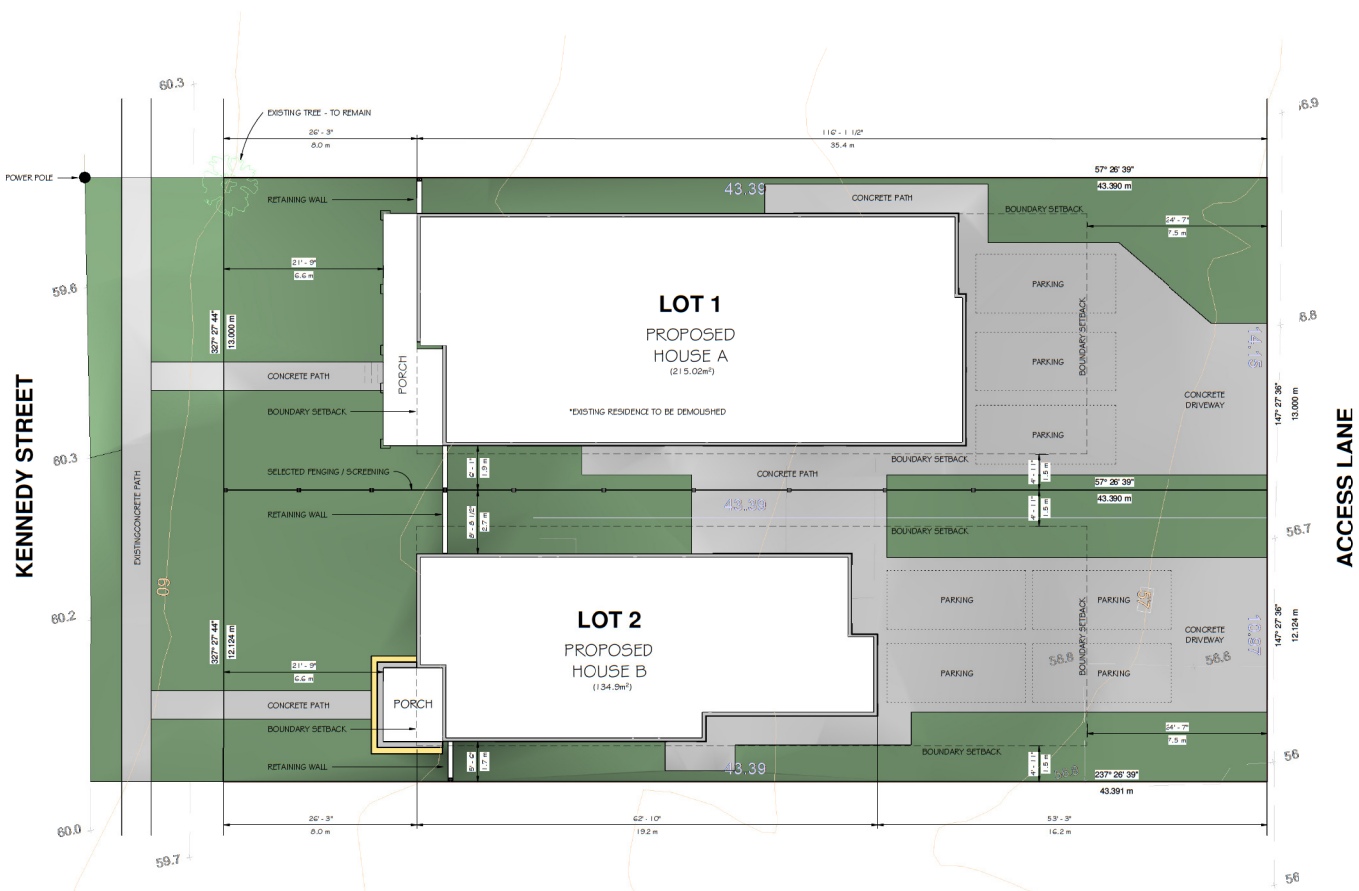 60.3
EXISTING TREE - TO REMAIN
26' - 3"
8.0 m
116' - 1 1/2"
35.4 m
57° 26' 39"
43.390 m
POWER POLE
RETAINING WALL
43.39
CONCRETE PATH
BOUNDARY SETBACK
24' - 7"
7.5 m
21' - 9"
6.6 m
59.6
327° 27' 44"
13.000 m
LOT 1
PROPOSED
HOUSE A
(215.02m²)
*EXISTING RESIDENCE TO BE DEMOLISHED
PARKING
PARKING
PARKING
BOUNDARY SETBACK
CONCRETE
DRIVEWAY
147° 27' 36"
13.000 m
PORCH
CONCRETE PATH
BOUNDARY SETBACK
KENNEDY STREET
ACCESS LANE
60.3
SELECTED FENCING / SCREENING
6' - 1"
1.9 m
CONCRETE PATH
BOUNDARY SETBACK
4' - 11"
1.5 m
57° 26' 39"
43.390 m
43.39
EXISTING CONCRETE PATH
RETAINING WALL
8' - 8 1/2"
2.7 m
4' - 11"
1.5 m
BOUNDARY SETBACK
56.7
60
60.2
327° 27' 44"
12.124 m
LOT 2
PROPOSED
HOUSE B
(134.9m²)
PARKING
PARKING
PARKING
PARKING
57
BOUNDARY SETBACK
56.6
CONCRETE
DRIVEWAY
147° 27' 36"
12.124 m
21' - 9"
6.6 m
CONCRETE PATH
PORCH
BOUNDARY SETBACK
24' - 7"
7.5 m
RETAINING WALL
5' - 6"
1.7 m
43.39
BOUNDARY SETBACK
4' - 11"
1.5 m
237° 26' 39"
43.391 m
56
60.0
26' - 3"
8.0 m
62' - 10"
19.2 m
53' - 3"
16.2 m
59.7
56